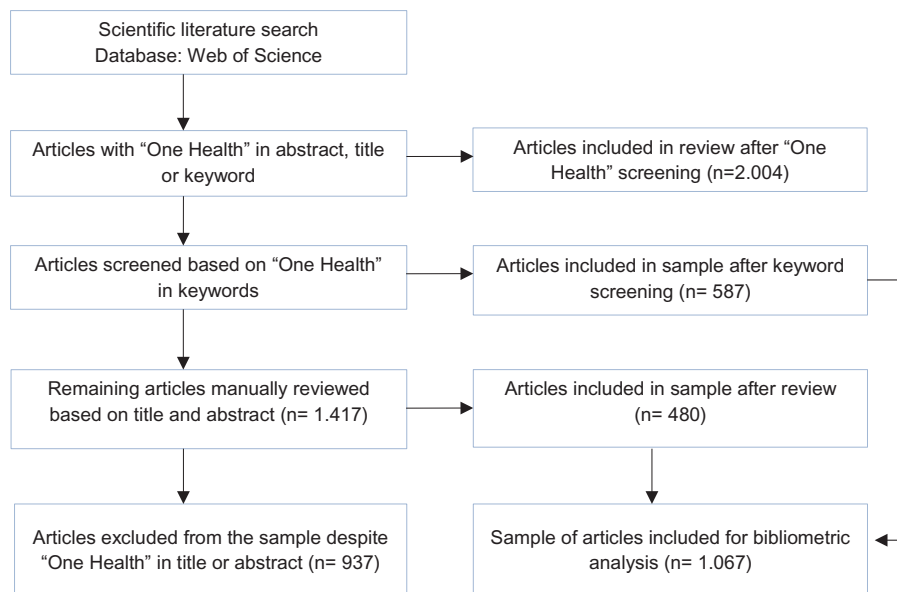 Scientific literature search
Database: Web of Science
Articles with “One Health” in abstract, title
or keyword
Articles included in review after “One
Health” screening (n=2.004)
Articles screened based on “One Health”
in keywords
Articles included in sample after keyword
screening (n= 587)
Remaining articles manually reviewed
based on title and abstract (n= 1.417)
Articles included in sample after review
(n= 480)
Articles excluded from the sample despite
“One Health” in title or abstract (n= 937)
Sample of articles included for bibliometric
analysis (n= 1.067)